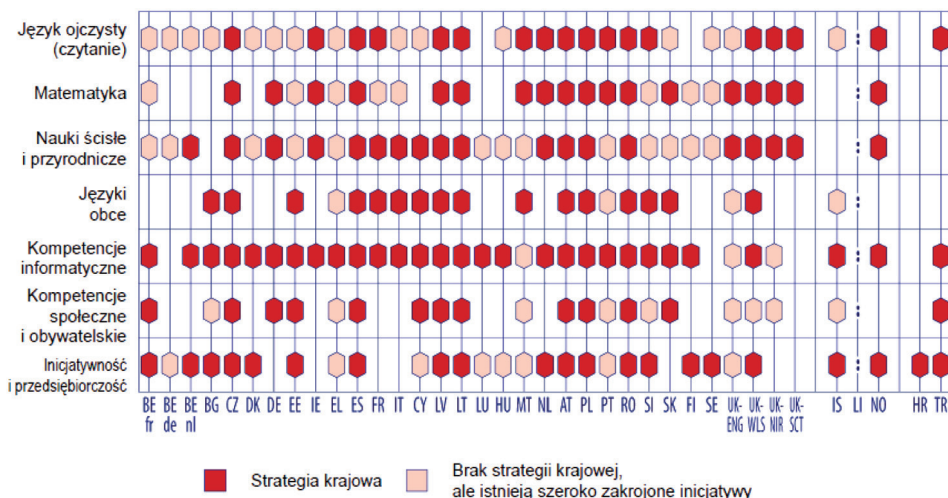 Język ojczysty
(czytanie)
Matematyka
Nauki ścisłe
i przyrodnicze
Języki
obce
Kompetencje
informatyczne
Kompetencje
społeczne
i obywatelskie
Inicjatywność
i przedsiębiorczość
BE BE BE BG CZ DK DE EE IE EL ES FR IT CY LV LT LU HU MT NL AT PL PT RO SI SK FI SE UK- UK- UK- UK- IS LI NO HR TR
fr de nl ENG WLS NIR SCT
Strategia krajowa
Brak strategii krajowej,
ale istnieją szeroko zakrojone inicjatywy